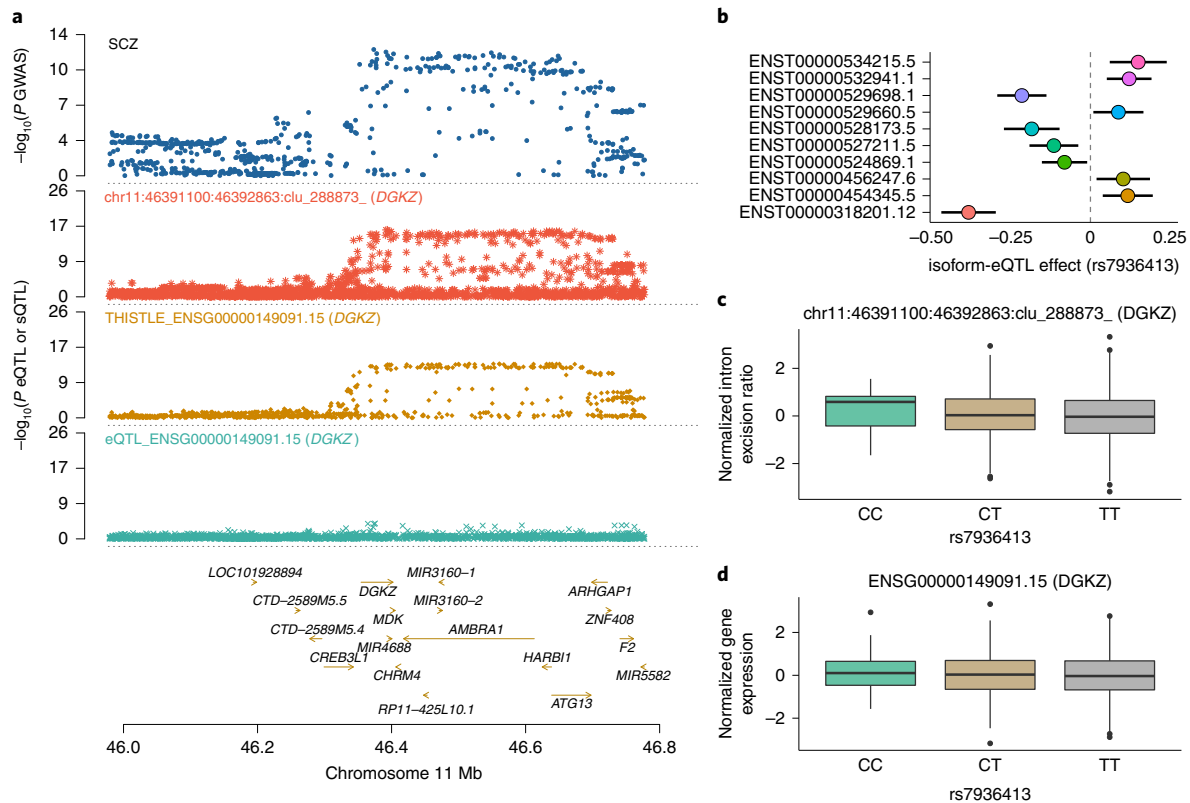 a
SCZ
–log10(P GWAS)
14
10
7
4
0
chr11:46391100:46392863:clu_288873_ (DGKZ)
26
17
9
0
THISTLE_ENSG00000149091.15 (DGKZ)
26
17
9
0
–log10(P eQTL or sQTL)
eQTL_ENSG00000149091.15 (DGKZ)
26
17
9
0
LOC101928894
MIR3160–1
DGKZ
ARHGAP1
CTD–2589M5.5
MIR3160–2
MDK
ZNF408
CTD–2589M5.4
AMBRA1
MIR4688
F2
CREB3L1
HARBI1
CHRM4
MIR5582
RP11–425L10.1
ATG13
46.0 46.2 46.4 46.6 46.8
Chromosome 11 Mb
b
ENST00000534215.5
ENST00000532941.1
ENST00000529698.1
ENST00000529660.5
ENST00000528173.5
ENST00000527211.5
ENST00000524869.1
ENST00000456247.6
ENST00000454345.5
ENST00000318201.12
–0.50 –0.25 0 0.25
isoform-eQTL effect (rs7936413)
c
chr11:46391100:46392863:clu_288873_ (DGKZ)
Normalized intron
excision ratio
2
0
–2
CC CT TT
rs7936413
d
ENSG00000149091.15 (DGKZ)
Normalized gene
expression
2
0
–2
CC CT TT
rs7936413